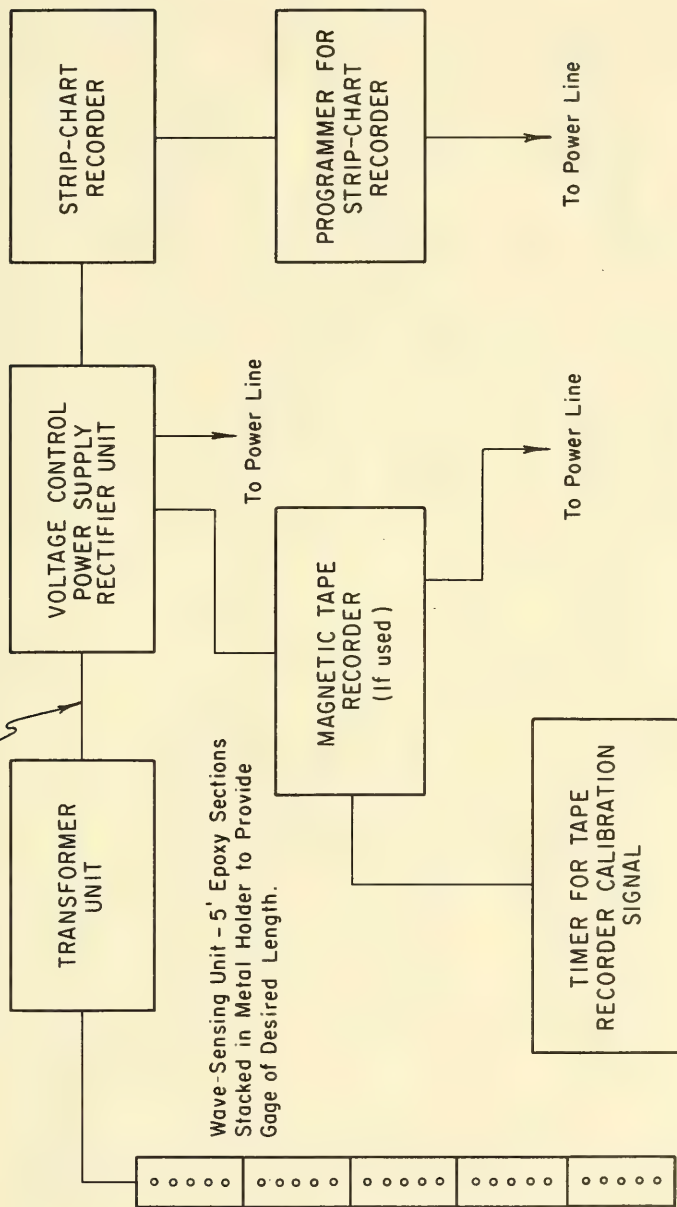 TRANSFORMER
UNIT
VOLTAGE CONTROL
POWER SUPPLY
RECTIFIER UNIT
STRIP-CHART
RECORDER
To Power Line
PROGRAMMER FOR
STRIP-CHART
RECORDER
Wave-Sensing Unit - 5' Epoxy Sections
Stacked in Metal Holder to Provide
Gage of Desired Length.
MAGNETIC TAPE
RECORDER
(If used)
To Power Line
To Power Line
TIMER FOR TAPE
RECORDER CALIBRATION
SIGNAL